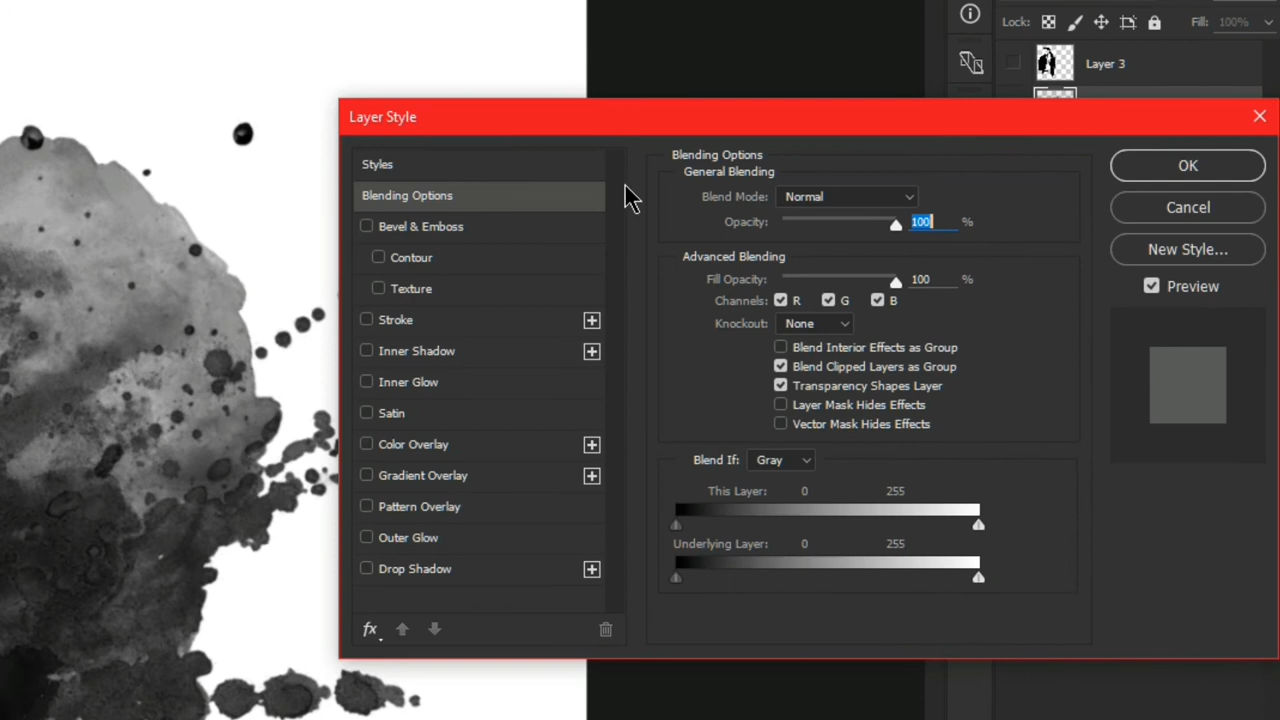 Lock:
Fill: 100%
Layer 3
Layer Style
Styles
Blending Options
Bevel & Emboss
Contour
Texture
Stroke
Inner Shadow
Inner Glow
Satin
Color Overlay
Gradient Overlay
Pattern Overlay
Outer Glow
Drop Shadow
fx
Blending Options
General Blending
Blend Mode: Normal
Opacity: 100 %
Advanced Blending
Fill Opacity: 100 %
Channels: R G B
Knockout: None
Blend Interior Effects as Group
Blend Clipped Layers as Group
Transparency Shapes Layer
Layer Mask Hides Effects
Vector Mask Hides Effects
Blend If: Gray
This Layer: 0 255
Underlying Layer: 0 255
OK
Cancel
New Style...
Preview